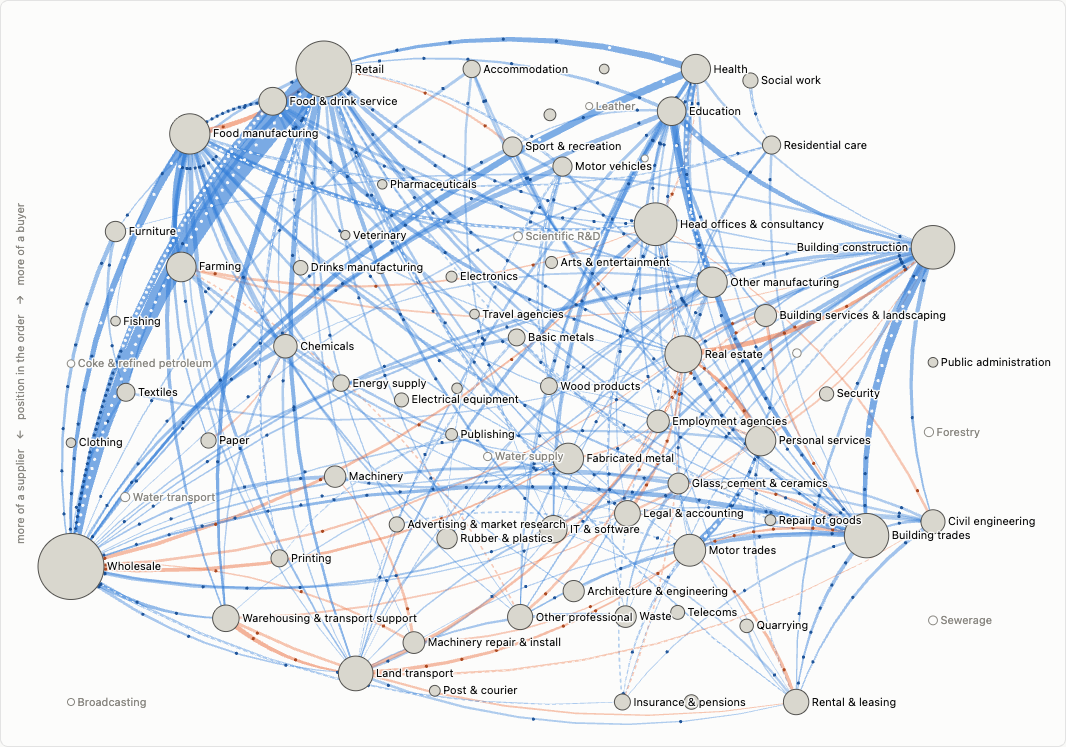 Retail
Accommodation
Health
Social work
Food & drink service
Leather
Education
Food manufacturing
Sport & recreation
Residential care
Motor vehicles
Pharmaceuticals
Head offices & consultancy
Furniture
Veterinary
Scientific R&D
Building construction
Farming
Drinks manufacturing
Arts & entertainment
Electronics
Other manufacturing
Fishing
Travel agencies
Building services & landscaping
Basic metals
Chemicals
Real estate
Coke & refined petroleum
Public administration
Energy supply
Wood products
Textiles
Electrical equipment
Security
Employment agencies
Clothing
Paper
Publishing
Personal services
Forestry
Water supply
Fabricated metal
Machinery
Glass, cement & ceramics
Water transport
Legal & accounting
Advertising & market research
IT & software
Repair of goods
Civil engineering
Rubber & plastics
Building trades
Motor trades
Printing
Wholesale
Architecture & engineering
Warehousing & transport support
Other professional
Waste
Telecoms
Quarrying
Sewerage
Machinery repair & install
Land transport
Post & courier
Broadcasting
Insurance & pensions
Rental & leasing
more of a supplier ← position in the order → more of a buyer